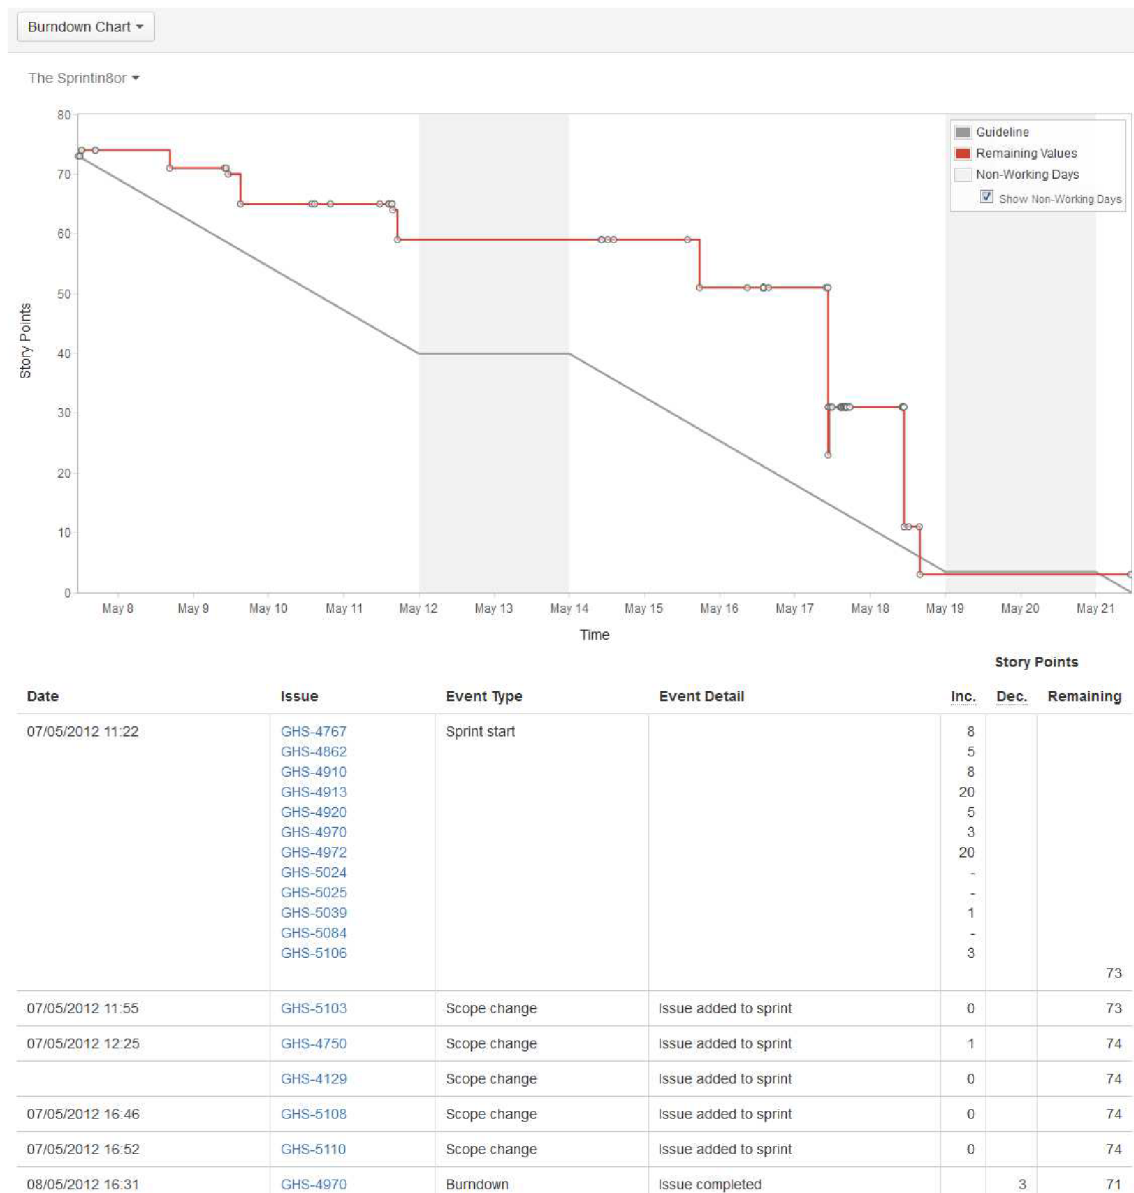 Burndown Chart
The Sprintin8or
80
70
60
50
40
30
20
10
0
Story Points
Guideline
Remaining Values
Non-Working Days
Show Non-Working Days
May 8 May 9 May 10 May 11 May 12 May 13 May 14 May 15 May 16 May 17 May 18 May 19 May 20 May 21
Time
Story Points
Date Issue Event Type Event Detail Inc. Dec. Remaining
07/05/2012 11:22 GHS-4767 Sprint start 8
GHS-4862 5
GHS-4910 8
GHS-4913 20
GHS-4920 5
GHS-4970 3
GHS-4972 20
GHS-5024 -
GHS-5025 -
GHS-5039 1
GHS-5084 -
GHS-5106 3
73
07/05/2012 11:55 GHS-5103 Scope change Issue added to sprint 0 73
07/05/2012 12:25 GHS-4750 Scope change Issue added to sprint 1 74
GHS-4129 Scope change Issue added to sprint 0 74
07/05/2012 16:46 GHS-5108 Scope change Issue added to sprint 0 74
07/05/2012 16:52 GHS-5110 Scope change Issue added to sprint 0 74
08/05/2012 16:31 GHS-4970 Burndown Issue completed 3 71